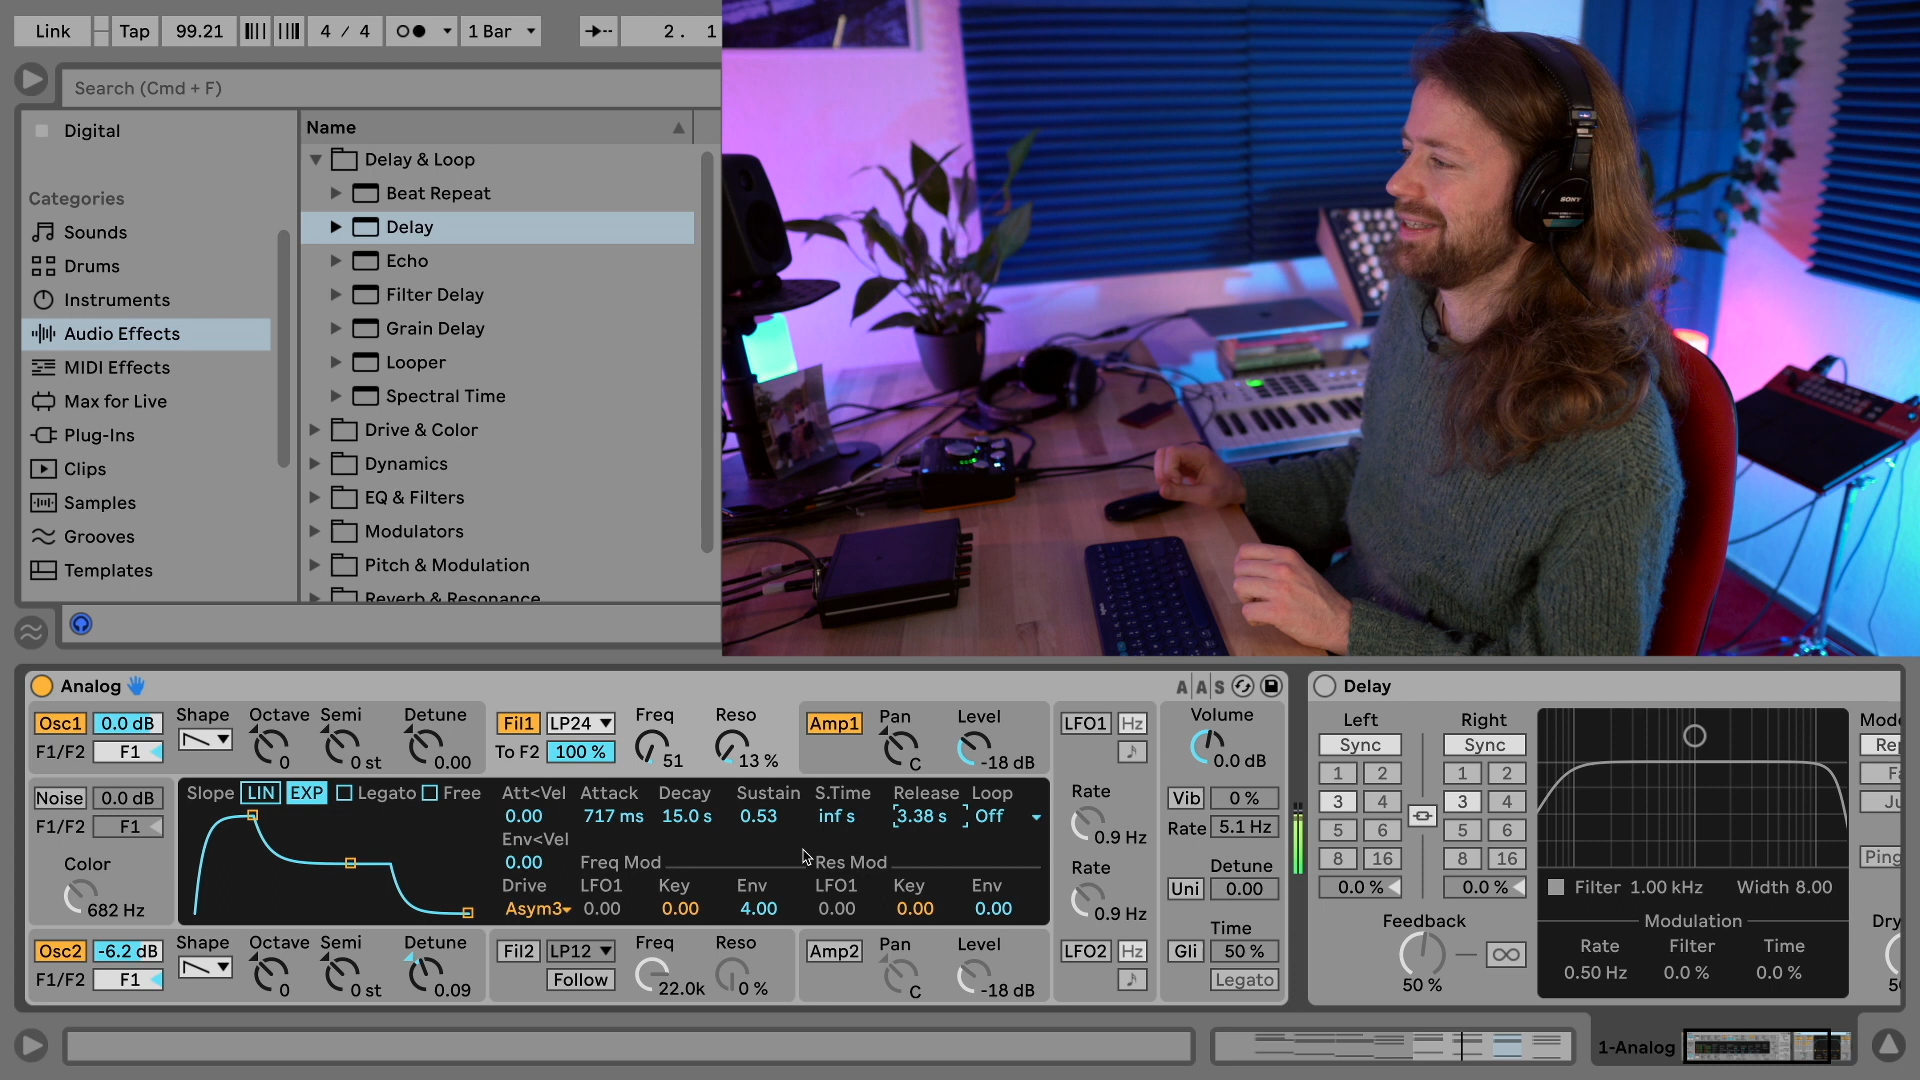 Link Tap 99.21 4 / 4 1 Bar 2. 1
Search (Cmd + F)
Digital
Categories
Sounds
Drums
Instruments
Audio Effects
MIDI Effects
Max for Live
Plug-Ins
Clips
Samples
Grooves
Templates
Name
Delay & Loop
Beat Repeat
Delay
Echo
Filter Delay
Grain Delay
Looper
Spectral Time
Drive & Color
Dynamics
EQ & Filters
Modulators
Pitch & Modulation
Reverb & Resonance
SONY
Analog A A S
Osc1 0.0 dB Shape Octave Semi Detune
F1/F2 F1 0 0 st 0.00
Fil1 LP24 Freq Reso
To F2 100 % 51 13 %
Amp1 Pan Level
C -18 dB
LFO1 Hz
Volume
0.0 dB
Noise 0.0 dB
F1/F2 F1
Color
682 Hz
Slope LIN EXP Legato Free
Att<Vel Attack Decay Sustain S.Time Release Loop
0.00 717 ms 15.0 s 0.53 inf s 3.38 s Off
Env<Vel
0.00 Freq Mod Res Mod
Drive LFO1 Key Env LFO1 Key Env
Asym3 0.00 0.00 4.00 0.00 0.00 0.00
Rate
0.9 Hz
Rate
0.9 Hz
Vib 0 %
Rate 5.1 Hz
Detune
Uni 0.00
Time
Gli 50 %
Legato
Osc2 -6.2 dB Shape Octave Semi Detune
F1/F2 F1 0 0 st 0.09
Fil2 LP12 Freq Reso
Follow 22.0k 0 %
Amp2 Pan Level
C -18 dB
LFO2 Hz
Delay
Left Right
Sync Sync
1 2 1 2
3 4 3 4
5 6 5 6
8 16 8 16
0.0 % 0.0 %
Feedback
50 %
Filter 1.00 kHz Width 8.00
Modulation
Rate Filter Time
0.50 Hz 0.0 % 0.0 %
Mode
Re
Fa
Ju
Ping
Dry
50
1-Analog